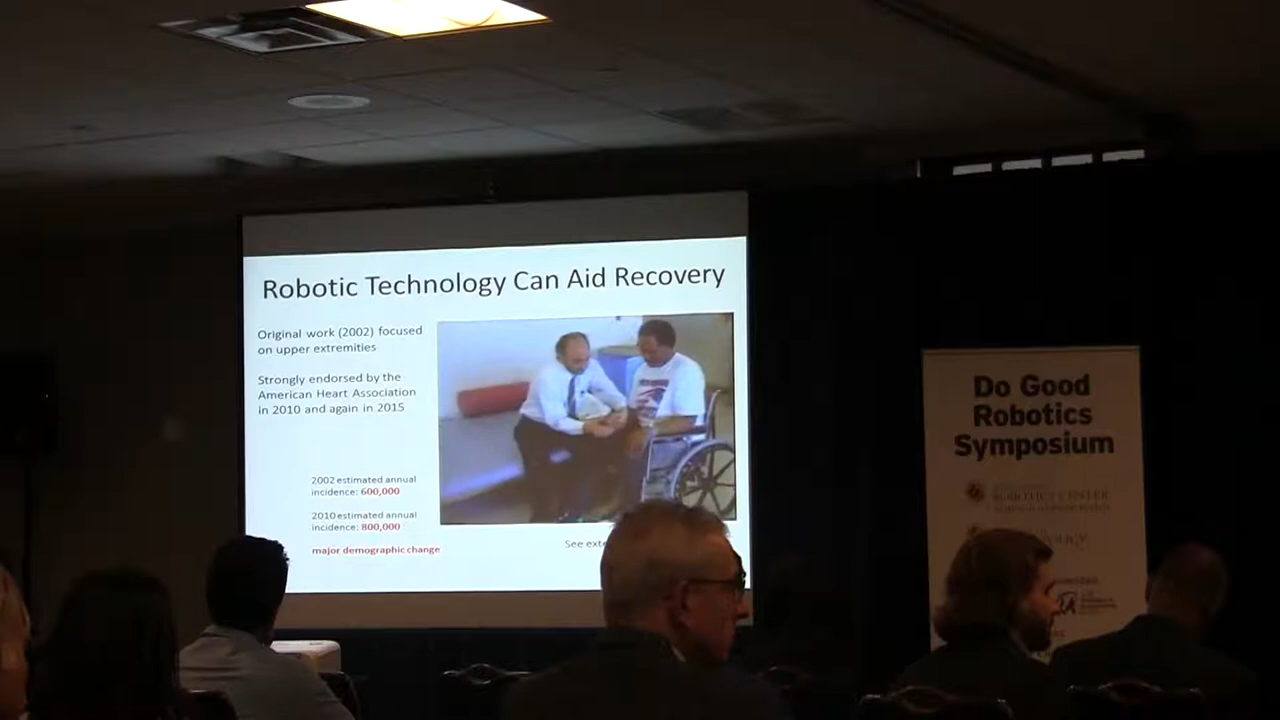 Robotic Technology Can Aid Recovery
Original work (2002) focused
on upper extremities
Strongly endorsed by the
American Heart Association
in 2010 and again in 2015
2002 estimated annual
incidence: 600,000
2010 estimated annual
incidence: 800,000
major demographic change
See
Do Good
Robotics
Symposium
ROBOTICS CENTER